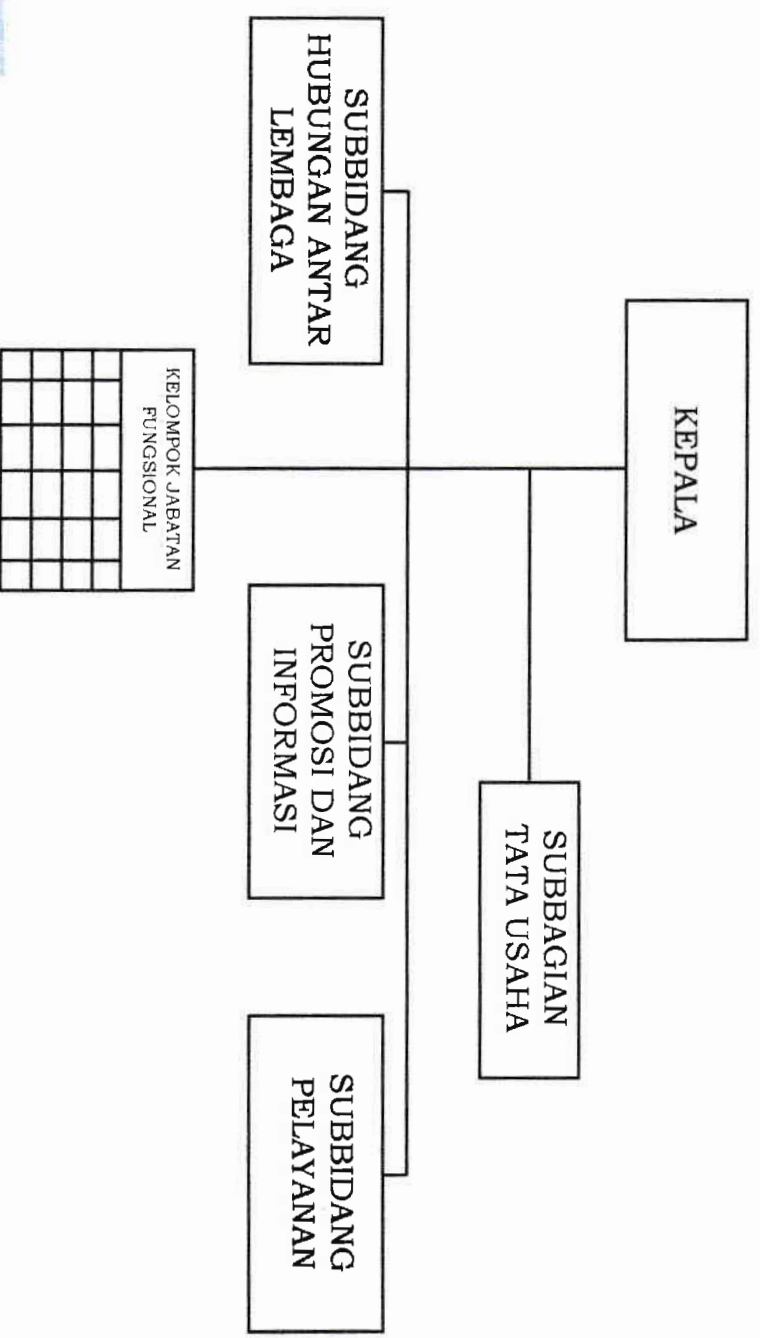 KEPALA
SUBBAGIAN
TATA USAHA
SUBBIDANG
HUBUNGAN ANTAR
LEMBAGA
SUBBIDANG
PROMOSI DAN
INFORMASI
SUBBIDANG
PELAYANAN
KELOMPOK JABATAN
FUNGSIONAL